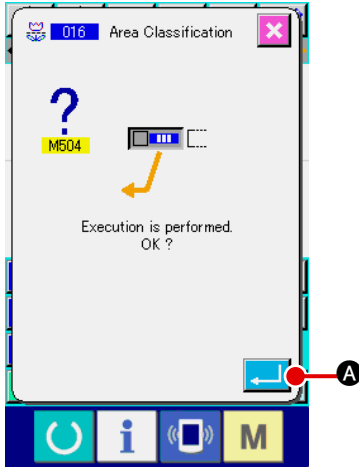 016 Area Classification
?
M504
Execution is performed.
OK ?
A
i
M